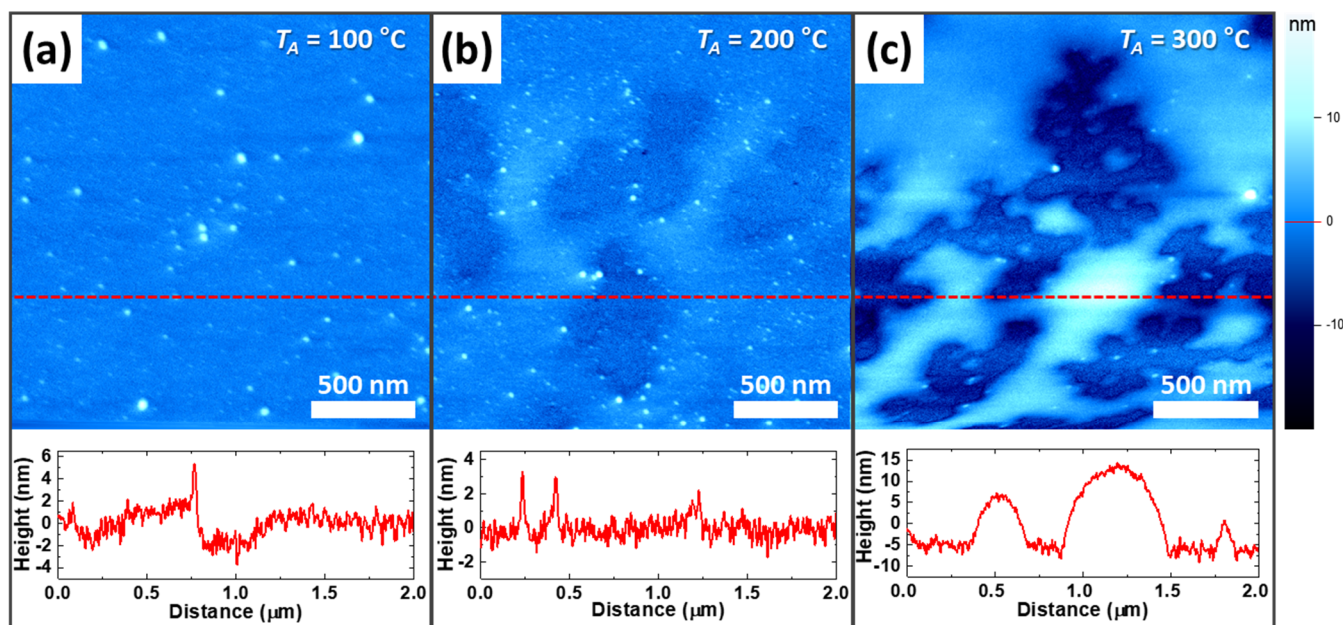 (a)
T_A = 100 °C
(b)
T_A = 200 °C
(c)
T_A = 300 °C
nm
10
0
-10
500 nm
500 nm
500 nm
6
4
2
0
-2
-4
Height (nm)
0.0 0.5 1.0 1.5 2.0
Distance (μm)
4
2
0
-2
Height (nm)
0.0 0.5 1.0 1.5 2.0
Distance (μm)
15
10
5
0
-5
-10
Height (nm)
0.0 0.5 1.0 1.5 2.0
Distance (μm)